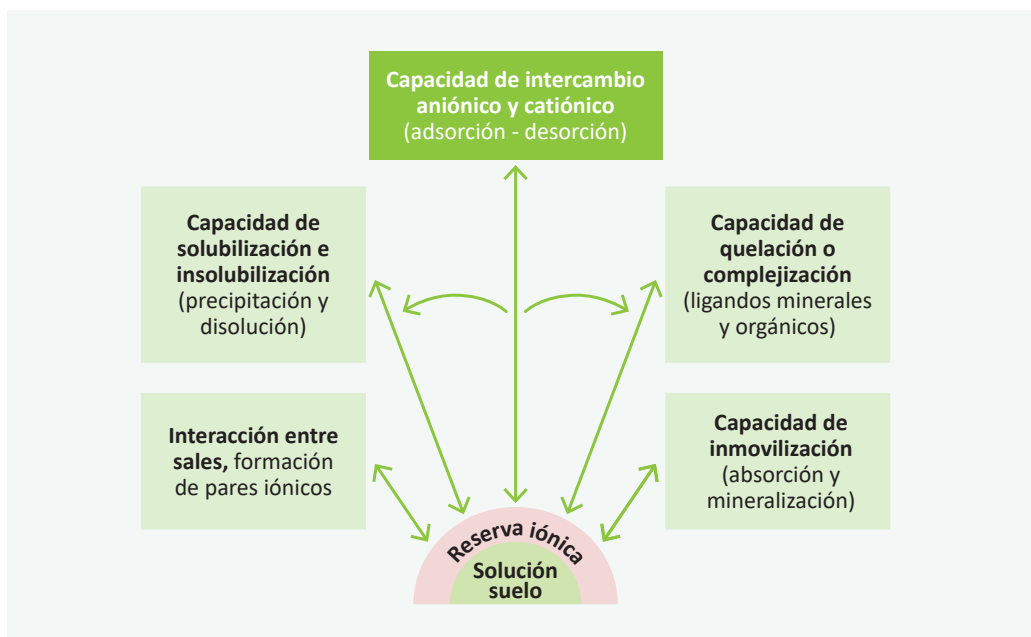 Capacidad de intercambio
aniónico y catiónico
(adsorción - desorción)
Capacidad de
solubilización e
insolubilización
(precipitación y
disolución)
Capacidad de
quelación o
complejización
(ligandos minerales
y orgánicos)
Interacción entre
sales, formación
de pares iónicos
Capacidad de
inmovilización
(absorción y
mineralización)
Reserva iónica
Solución
suelo